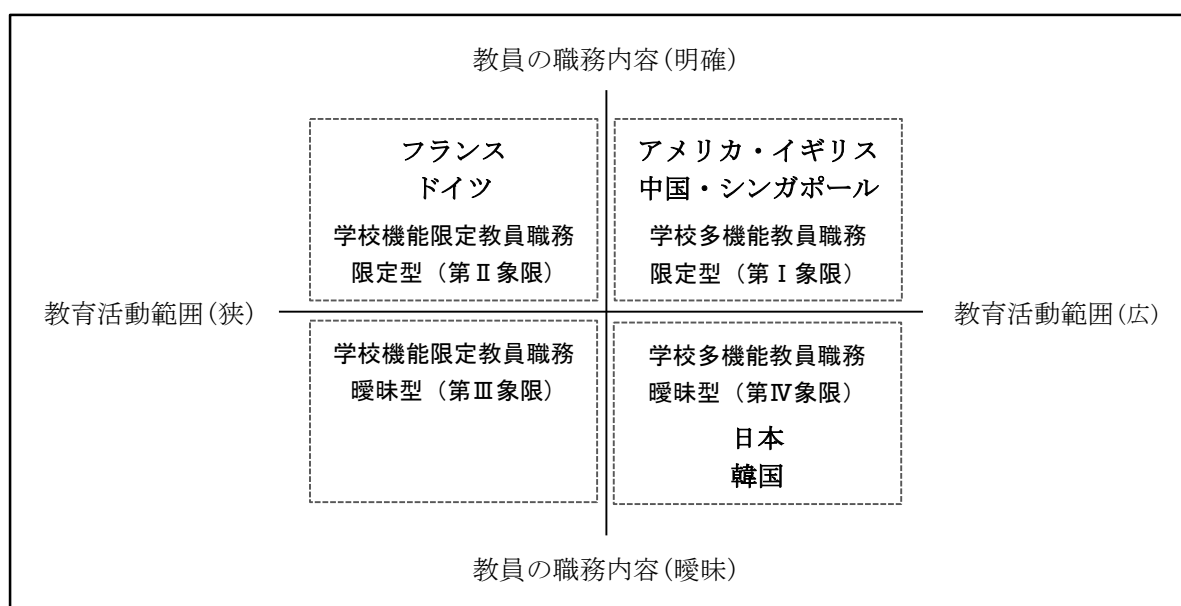 教員の職務内容(明確)
フランス
ドイツ
学校機能限定教員職務
限定型（第Ⅱ象限）
アメリカ・イギリス
中国・シンガポール
学校多機能教員職務
限定型（第Ⅰ象限）
教育活動範囲(狭)
教育活動範囲(広)
学校機能限定教員職務
曖昧型（第Ⅲ象限）
学校多機能教員職務
曖昧型（第Ⅳ象限）
日本
韓国
教員の職務内容(曖昧)